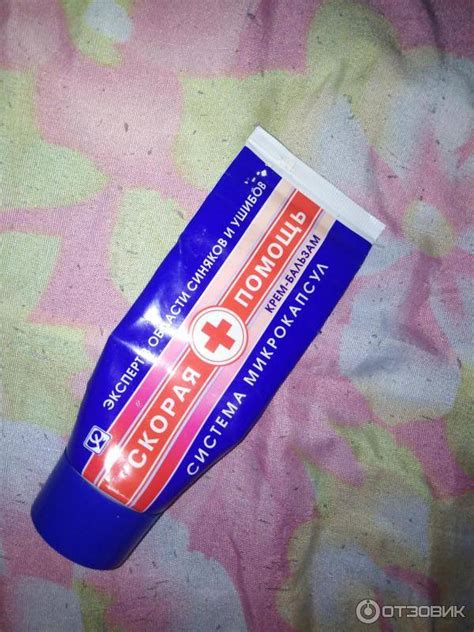 ЭКСПЕРТ В ОБЛАСТИ СИНЯКОВ И УШИБОВ
СКОРАЯ ПОМОЩЬ
КРЕМ-БАЛЬЗАМ
СИСТЕМА МИКРОКАПСУЛ
ОТЗОВИК